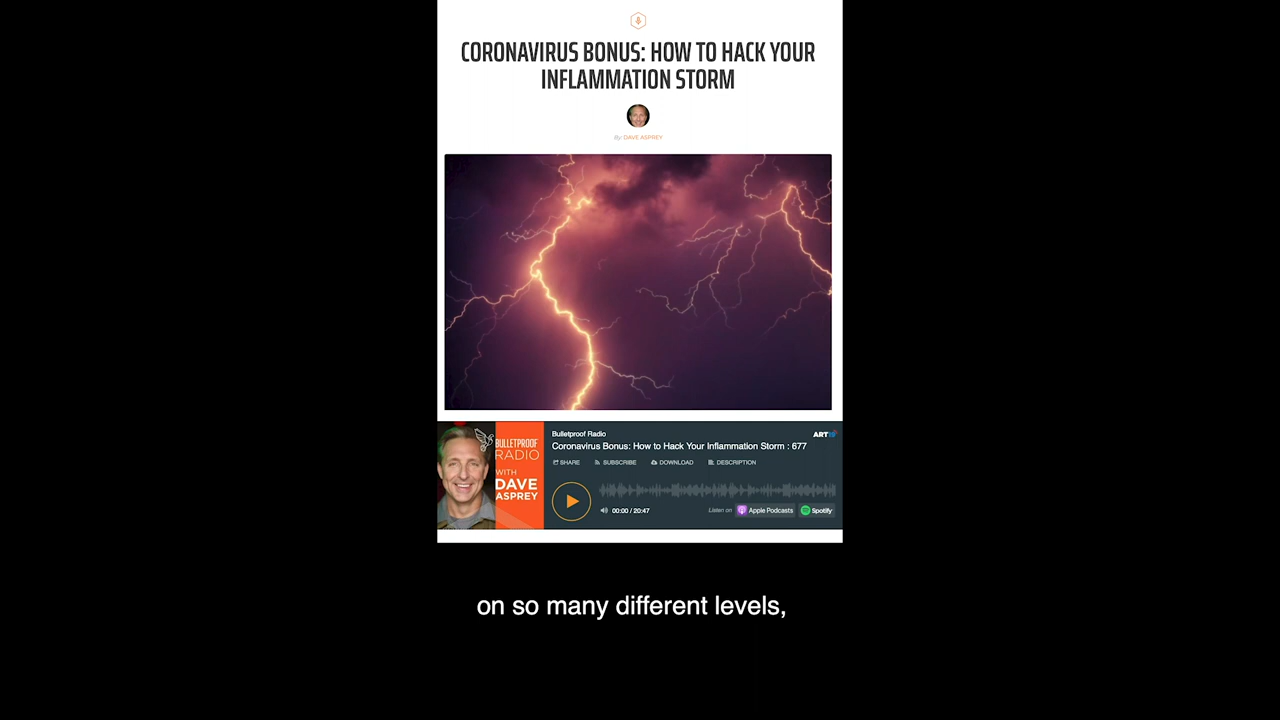 CORONAVIRUS BONUS: HOW TO HACK YOUR
INFLAMMATION STORM
By: DAVE ASPREY
BULLETPROOF
RADIO
WITH
DAVE
ASPREY
Bulletproof Radio
ART19
Coronavirus Bonus: How to Hack Your Inflammation Storm : 677
SHARE SUBSCRIBE DOWNLOAD DESCRIPTION
00:00 / 20:47 Listen on Apple Podcasts Spotify
on so many different levels,